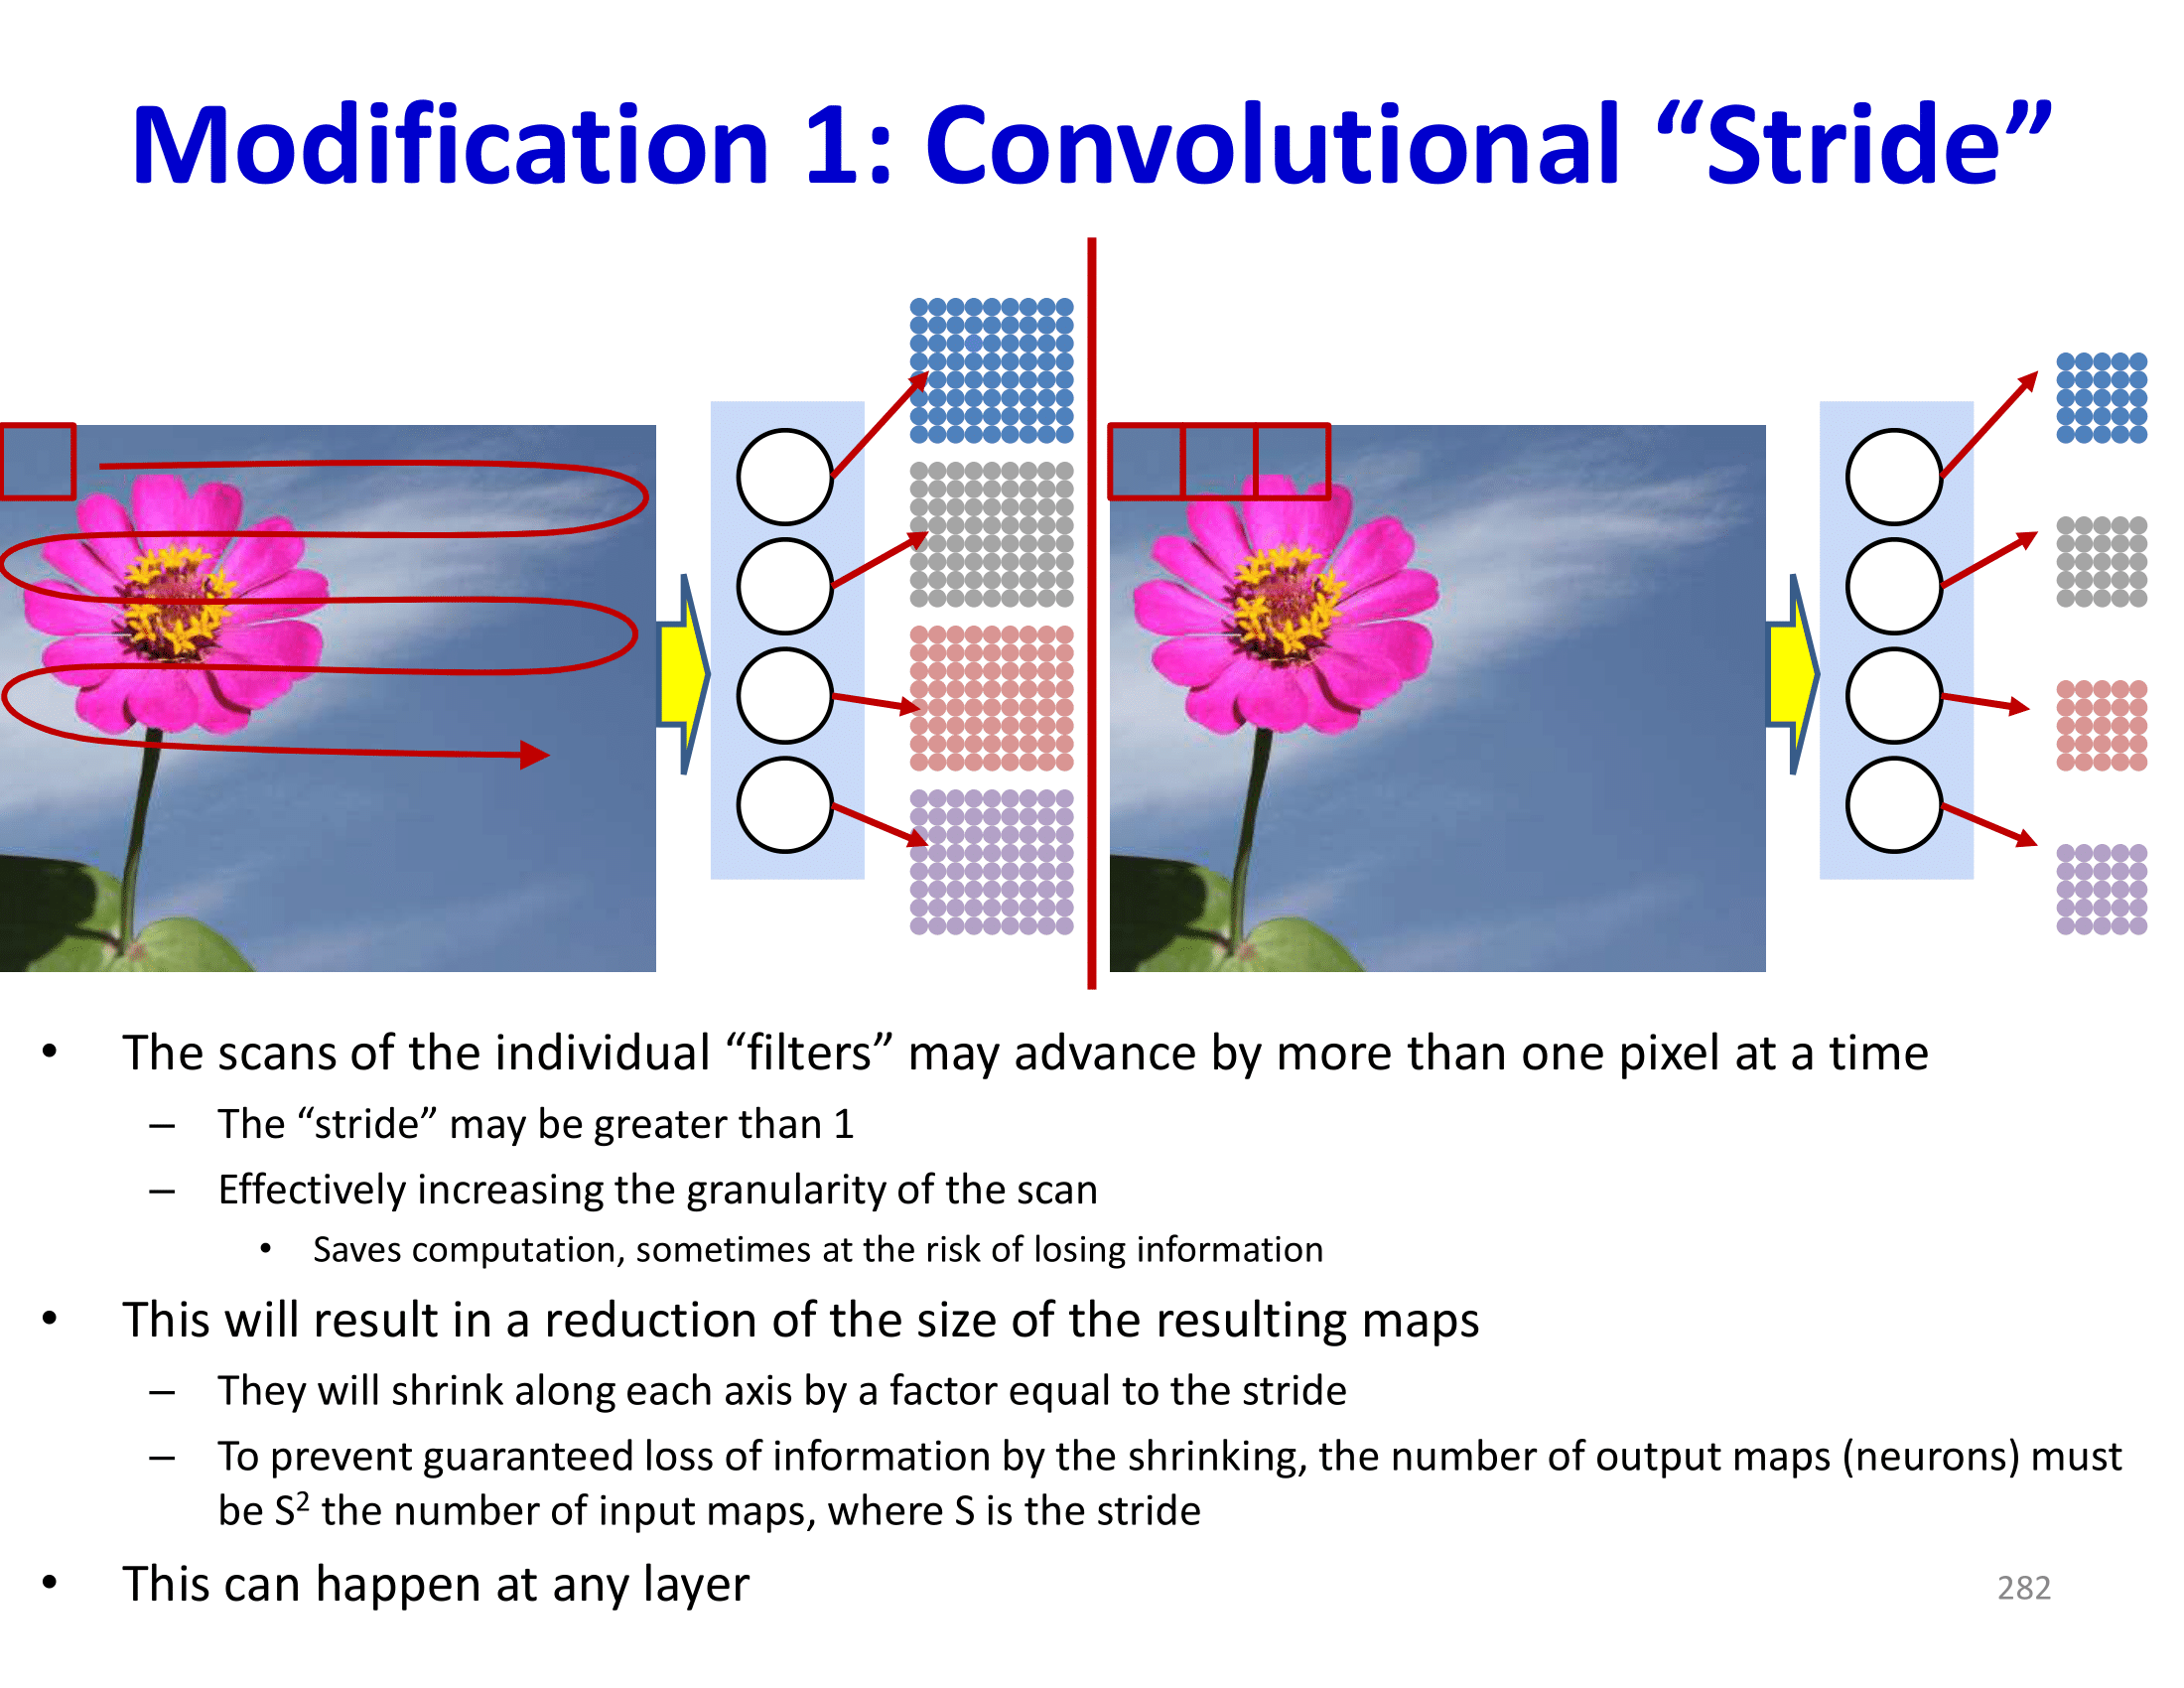 Modification 1: Convolutional “Stride”
• The scans of the individual “filters” may advance by more than one pixel at a time
– The “stride” may be greater than 1
– Effectively increasing the granularity of the scan
• Saves computation, sometimes at the risk of losing information
• This will result in a reduction of the size of the resulting maps
– They will shrink along each axis by a factor equal to the stride
– To prevent guaranteed loss of information by the shrinking, the number of output maps (neurons) must
be S² the number of input maps, where S is the stride
• This can happen at any layer
282